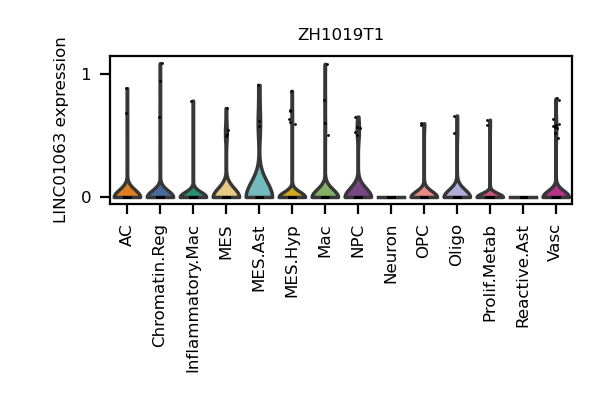 ZH1019T1
LINC01063 expression
1
0
AC
Chromatin.Reg
Inflammatory.Mac
MES
MES.Ast
MES.Hyp
Mac
NPC
Neuron
OPC
Oligo
Prolif.Metab
Reactive.Ast
Vasc